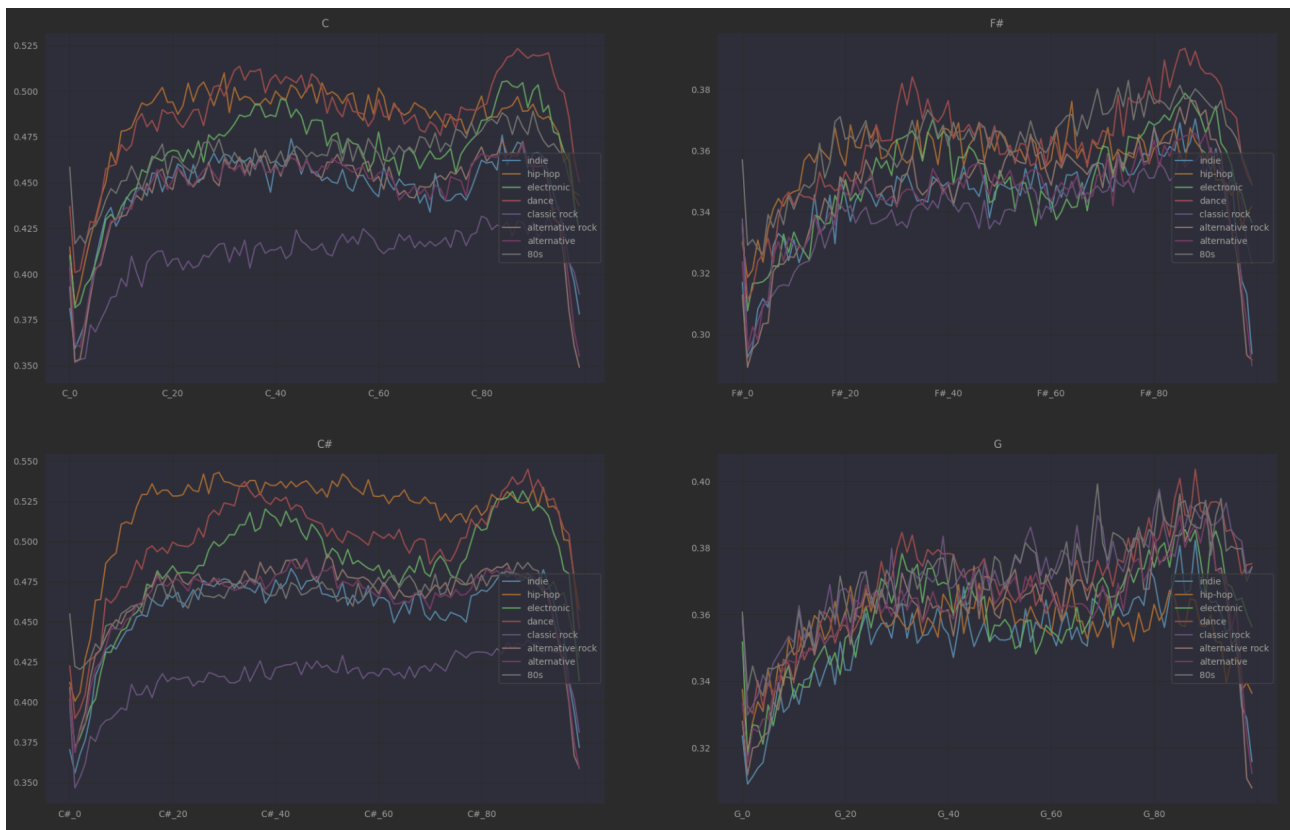 C
0.525
0.500
0.475
0.450
0.425
0.400
0.375
0.350
C_0
C_20
C_40
C_60
C_80
indie
hip-hop
electronic
dance
classic rock
alternative rock
alternative
80s
F#
0.38
0.36
0.34
0.32
0.30
F#_0
F#_20
F#_40
F#_60
F#_80
indie
hip-hop
electronic
dance
classic rock
alternative rock
alternative
80s
C#
0.550
0.525
0.500
0.475
0.450
0.425
0.400
0.375
0.350
C#_0
C#_20
C#_40
C#_60
C#_80
indie
hip-hop
electronic
dance
classic rock
alternative rock
alternative
80s
G
0.40
0.38
0.36
0.34
0.32
G_0
G_20
G_40
G_60
G_80
indie
hip-hop
electronic
dance
classic rock
alternative rock
alternative
80s